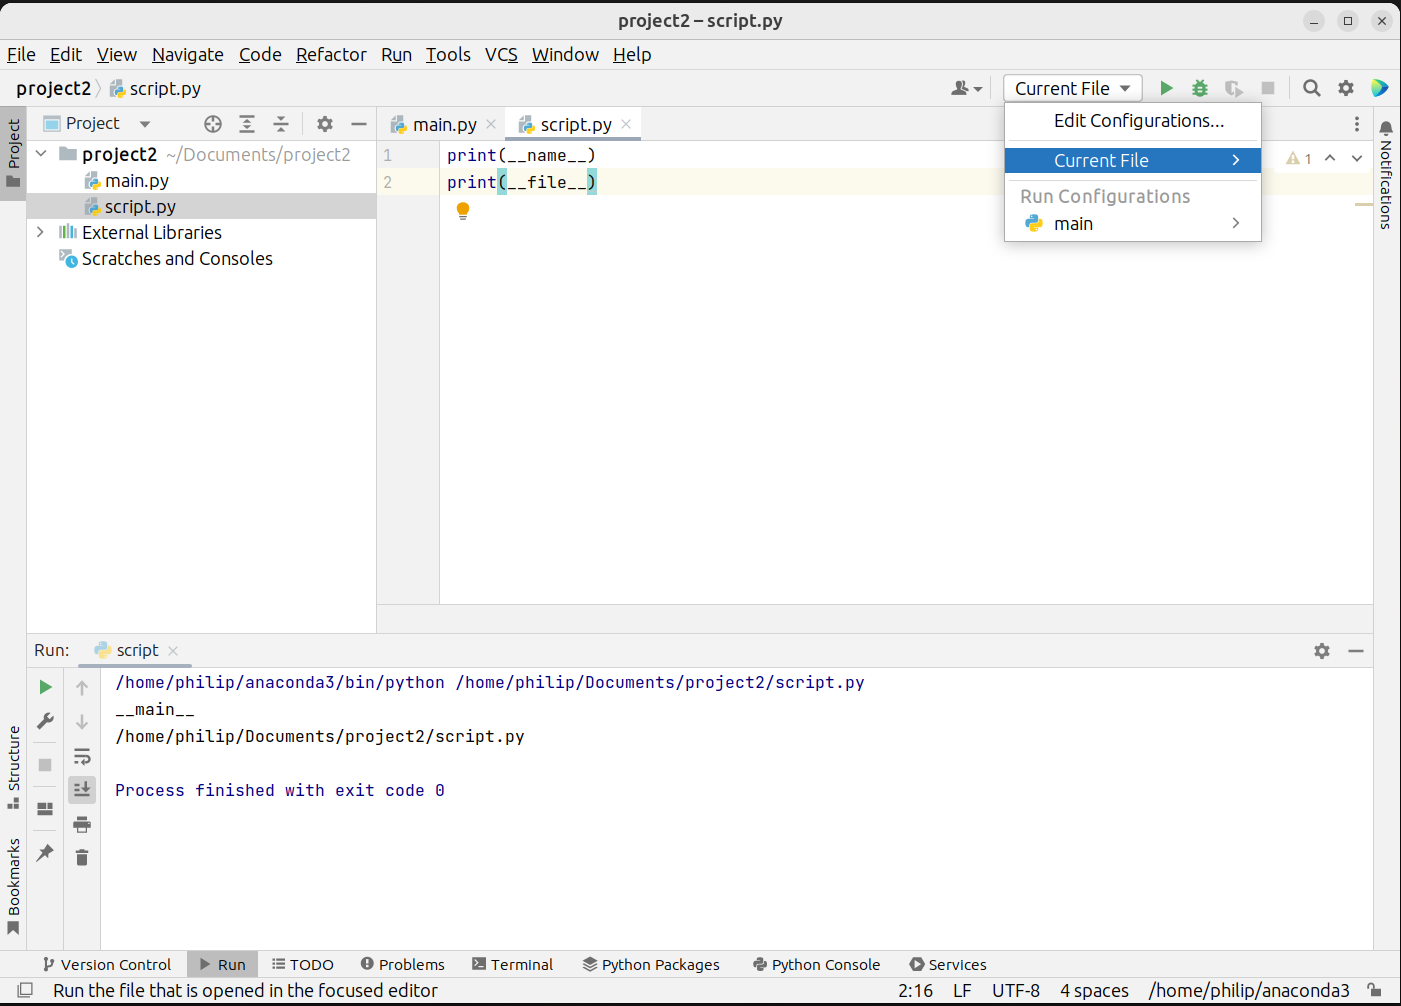 project2 – script.py
File Edit View Navigate Code Refactor Run Tools VCS Window Help
project2 script.py
Current File
Edit Configurations...
Current File
Run Configurations
main
Project
Project
project2 ~/Documents/project2
main.py
script.py
External Libraries
Scratches and Consoles
main.py script.py
1 print(__name__)
2 print(__file__)
1
Notifications
Structure
Bookmarks
Run: script
/home/philip/anaconda3/bin/python /home/philip/Documents/project2/script.py
__main__
/home/philip/Documents/project2/script.py
Process finished with exit code 0
Version Control Run TODO Problems Terminal Python Packages Python Console Services
Run the file that is opened in the focused editor 2:16 LF UTF-8 4 spaces /home/philip/anaconda3